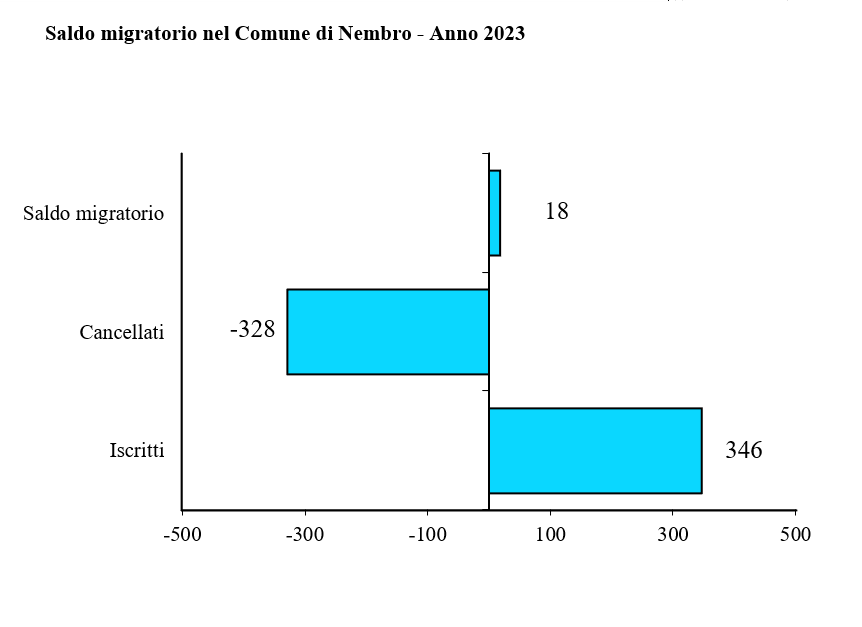 Saldo migratorio nel Comune di Nembro - Anno 2023
Saldo migratorio
18
Cancellati
-328
Iscritti
346
-500 -300 -100 100 300 500